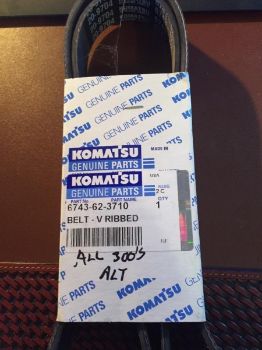 KOMATSU
GENUINE PARTS
MADE IN
USA
KOMATSU
GENUINE PARTS
2C
PART No
PART NAME
QTY
6743-62-3710
1
BELT - V RIBBED
ALL 300's
ALT